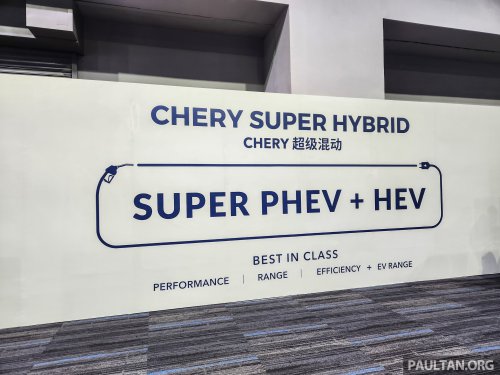 CHERY SUPER HYBRID
CHERY 超级混动
SUPER PHEV + HEV
BEST IN CLASS
PERFORMANCE | RANGE | EFFICIENCY + EV RANGE
PAULTAN.ORG